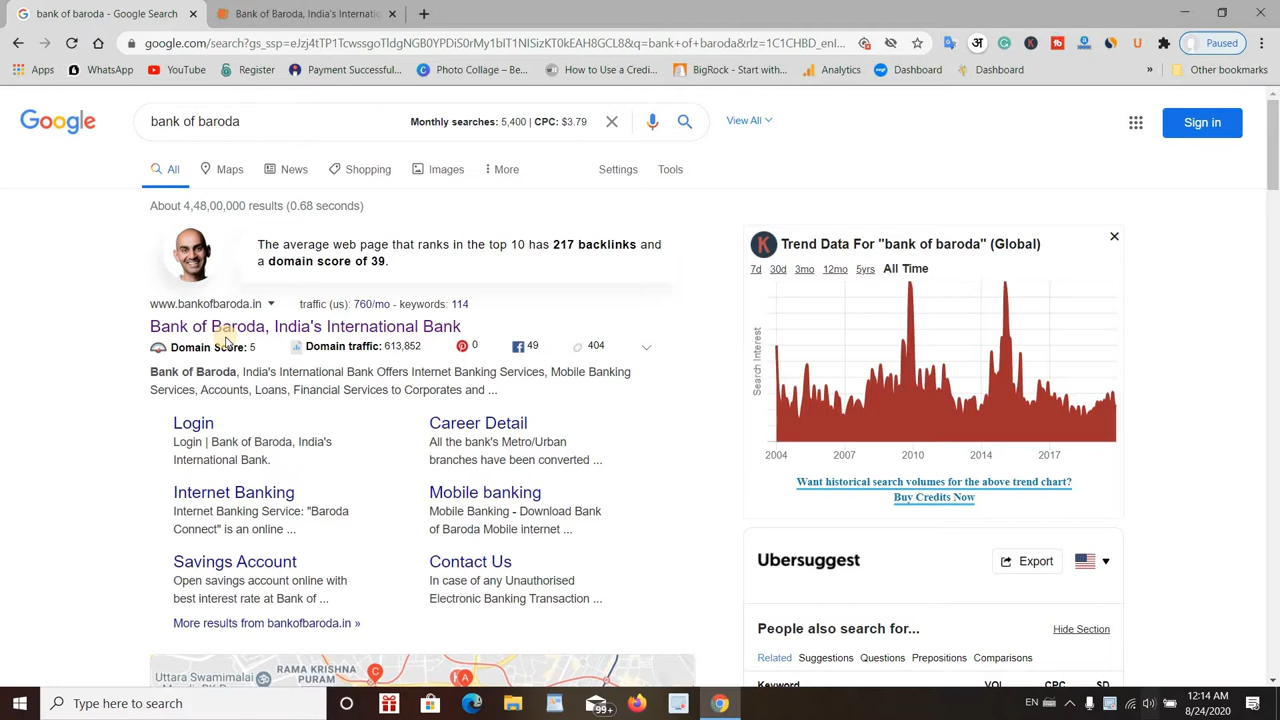 bank of baroda - Google Search
Bank of Baroda, India's Internatio
google.com/search?
q=bank+of+baroda&rlz=1C1CHBD_enI...
Paused
Apps
WhatsApp
YouTube
Register
Payment Successful...
Photo Collage – Be...
How to Use a Credi...
BigRock - Start with...
Analytics
Dashboard
Dashboard
»
Other bookmarks
Google
bank of baroda
Monthly searches: 5,400 | CPC: $3.79
View All
Sign in
All
Maps
News
Shopping
Images
More
Settings
Tools
About 4,48,00,000 results (0.68 seconds)
The average web page that ranks in the top 10 has 217 backlinks and
a domain score of 39.
www.bankofbaroda.in
traffic (us): 760/mo - keywords: 114
Bank of Baroda, India's International Bank
Domain Score: 5
Domain traffic: 613,852
0
49
404
Bank of Baroda, India's International Bank Offers Internet Banking Services, Mobile Banking
Services, Accounts, Loans, Financial Services to Corporates and ...
Login
Login | Bank of Baroda, India's
International Bank.
Career Detail
All the bank's Metro/Urban
branches have been converted ...
Internet Banking
Internet Banking Service: "Baroda
Connect" is an online ...
Mobile banking
Mobile Banking - Download Bank
of Baroda Mobile internet ...
Savings Account
Open savings account online with
best interest rate at Bank of ...
Contact Us
In case of any Unauthorised
Electronic Banking Transaction ...
More results from bankofbaroda.in »
RAMA KRISHNA
PURAM
Uttara Swamimalai
C
A
K
Trend Data For "bank of baroda" (Global)
7d
30d
3mo
12mo
5yrs
All Time
Search Interest
2004
2007
2010
2014
2017
Want historical search volumes for the above trend chart?
Buy Credits Now
Ubersuggest
Export
People also search for...
Hide Section
Related
Suggestions
Questions
Prepositions
Comparisons
Keyword
VOL
CPC
SD
Type here to search
99+
EN
12:14 AM
8/24/2020